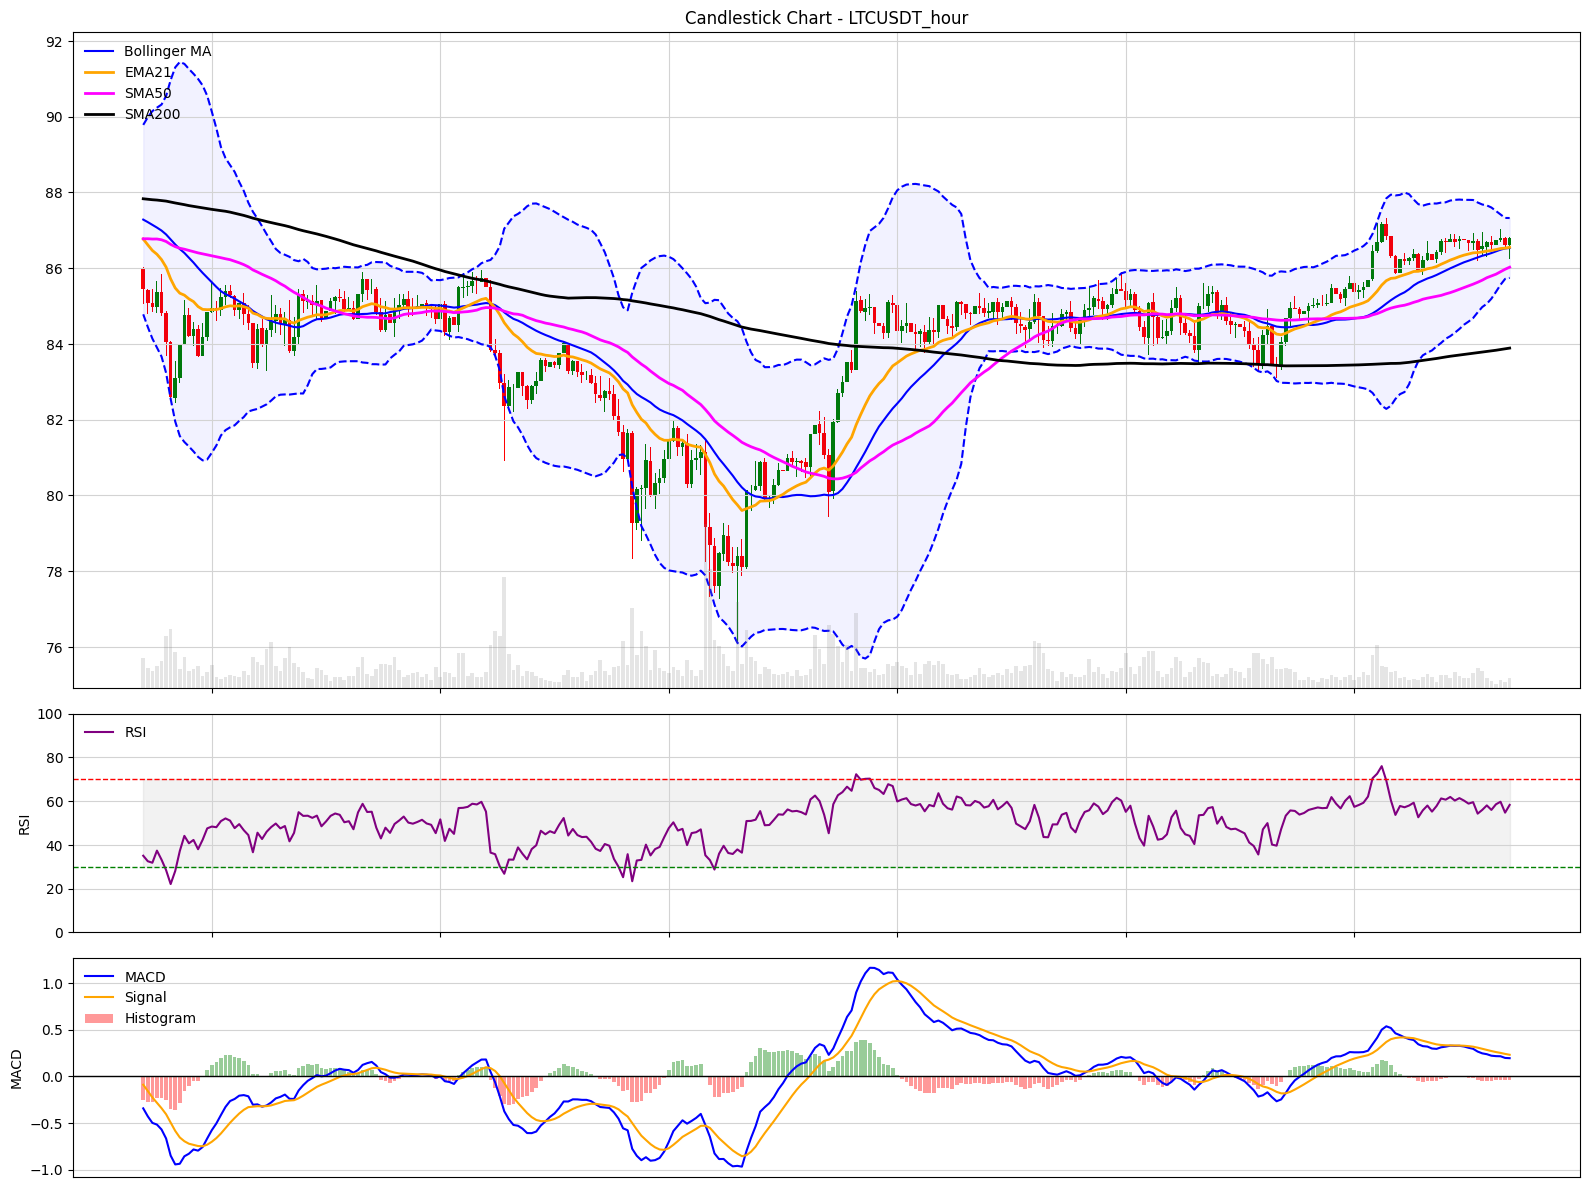 Candlestick Chart - LTCUSDT_hour
92
90
88
86
84
82
80
78
76
Bollinger MA
EMA21
SMA50
SMA200
100
80
60
40
20
0
RSI
RSI
1.0
0.5
0.0
−0.5
−1.0
MACD
MACD
Signal
Histogram